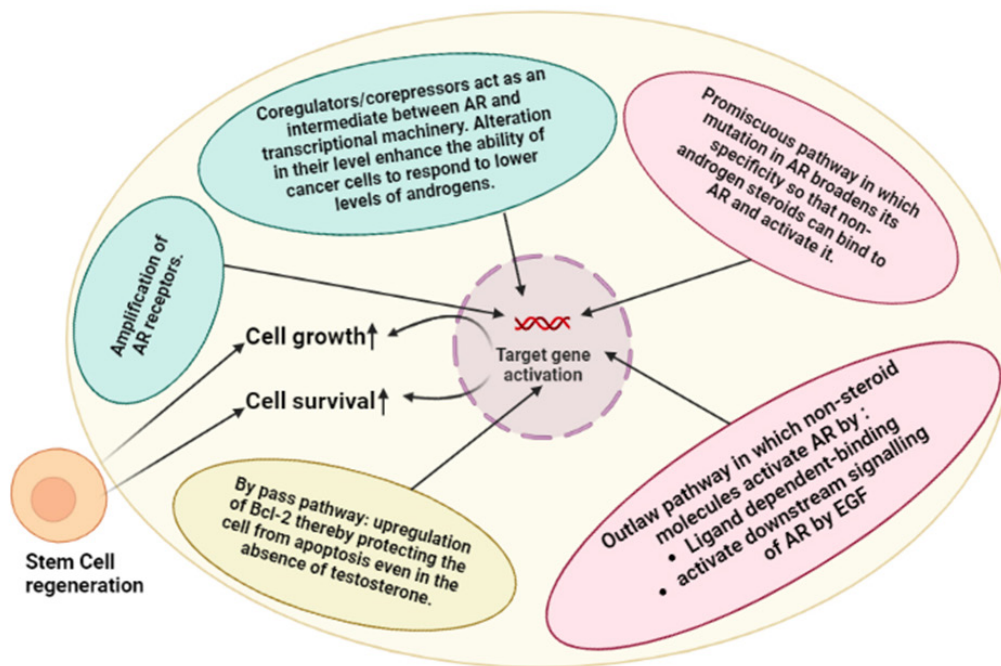 Coregulators/corepressors act as an
intermediate between AR and
transcriptional machinery. Alteration
in their level enhance the ability of
cancer cells to respond to lower
levels of androgens.
Promiscuous pathway in which
mutation in AR broadens its
specificity so that non-
androgen steroids can bind to
AR and activate it.
Amplification of
AR receptors.
Cell growth
Cell survival
Target gene
activation
By pass pathway: upregulation
of Bcl-2 thereby protecting the
cell from apoptosis even in the
absence of testosterone.
Outlaw pathway in which non-steroid
molecules activate AR by :
• Ligand dependent-binding
• activate downstream signalling
of AR by EGF
Stem Cell
regeneration